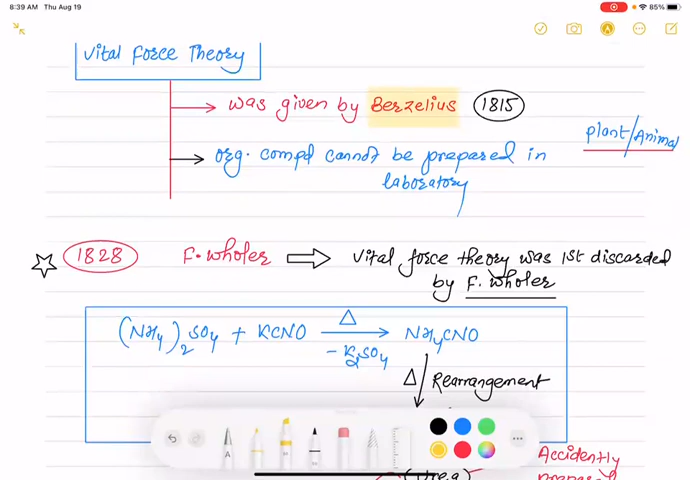 8:39 AM Thu Aug 19
85%
Vital Force Theory
was given by Berzelius 1815
plant/Animal
org. compd cannot be prepared in
laboratory
1828 F. Wholer ⇒ Vital force theory was 1st discarded
by F. Wholer
(NH4)2SO4 + KCNO Δ → NH4CNO
-K2SO4
Δ Rearrangement
(Urea)
Accidently
prepared